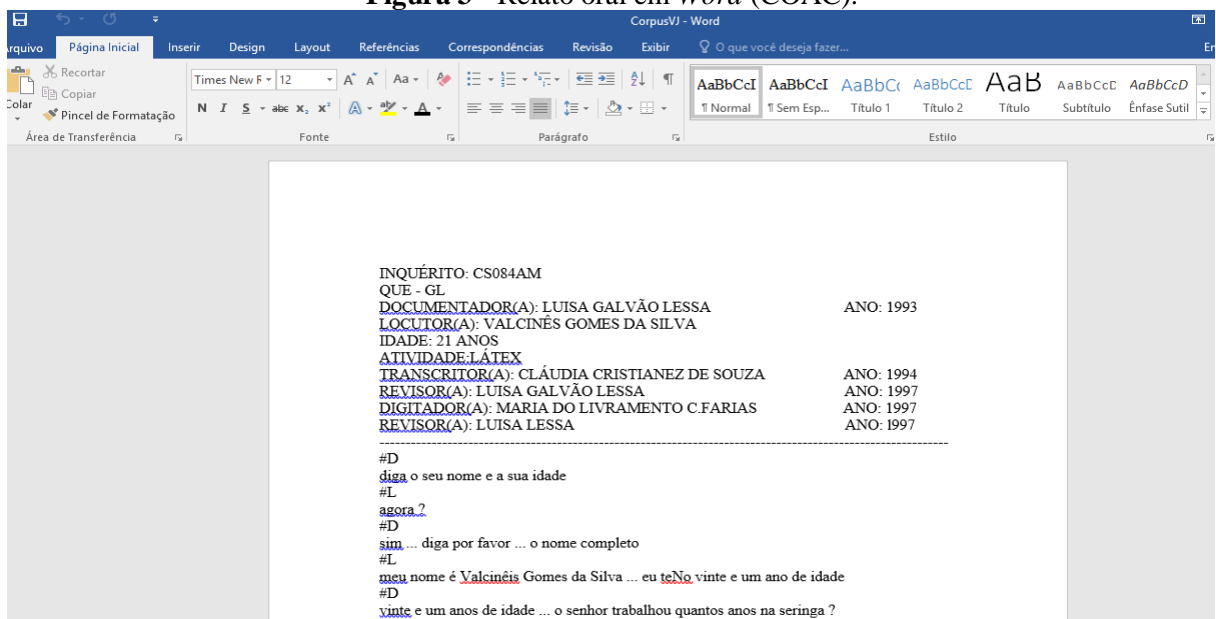 Figura 3 - Relato oral em Word (COAC).
CorpusVJ - Word
Arquivo Página Inicial Inserir Design Layout Referências Correspondências Revisão Exibir O que você deseja fazer...
Recortar
Copiar
Colar
Pincel de Formatação
Times New R 12
N I S abc x₂ x²
AaBbCcI AaBbCcI AaBbCc AaBbCcE AaB AaBbCcD AaBbCcD
¶ Normal ¶ Sem Esp... Título 1 Título 2 Título Subtítulo Ênfase Sutil
Área de Transferência Fonte Parágrafo Estilo
INQUÉRITO: CS084AM
QUE - GL
DOCUMENTADOR(A): LUISA GALVÃO LESSA ANO: 1993
LOCUTOR(A): VALCINÊS GOMES DA SILVA
IDADE: 21 ANOS
ATIVIDADE:LÁTEX
TRANSCRITOR(A): CLÁUDIA CRISTIANEZ DE SOUZA ANO: 1994
REVISOR(A): LUISA GALVÃO LESSA ANO: 1997
DIGITADOR(A): MARIA DO LIVRAMENTO C.FARIAS ANO: 1997
REVISOR(A): LUISA LESSA ANO: 1997
#D
diga o seu nome e a sua idade
#L
agora ?
#D
sim ... diga por favor ... o nome completo
#L
meu nome é Valcinêis Gomes da Silva ... eu teNo vinte e um ano de idade
#D
vinte e um anos de idade ... o senhor trabalhou quantos anos na seringa ?